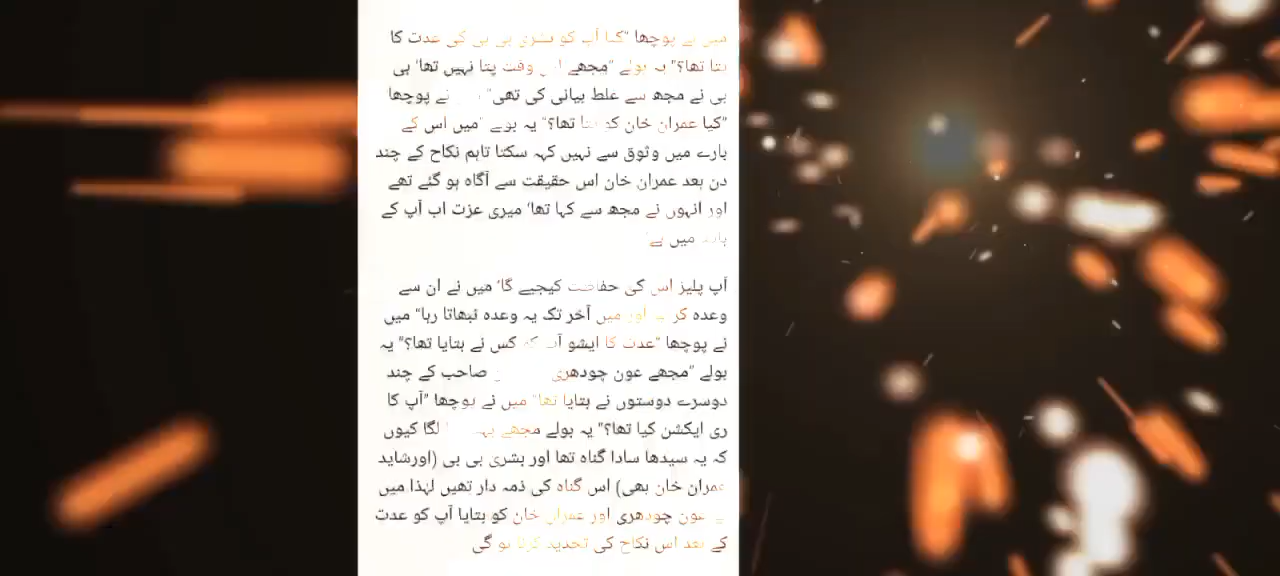 میں نے پوچھا "کیا آپ کو بشری بی بی کی عدت کا
پتا تھا؟" یہ بولے "مجھے اس وقت پتا نہیں تھا' بی
بی نے مجھ سے غلط بیانی کی تھی" نے پوچھا
"کیا عمران خان کو پتا تھا؟" یہ بولے "میں اس کے
بارے میں وثوق سے نہیں کہہ سکتا تاہم نکاح کے چند
دن بعد عمران خان اس حقیقت سے آگاہ ہو گئے تھے
اور انہوں نے مجھ سے کہا تھا' میری عزت اب آپ کے
میں ہے'
آپ پلیز اس کی حفاظت کیجیے گا' میں نے ان سے
وعدہ کر اور میں آخر تک یہ وعدہ نبھاتا رہا" میں
نے پوچھا "عدت کا ایشو آپ کو کس نے بتایا تھا؟" یہ
بولے "مجھے عون چودھری صاحب کے چند
دوسرے دوستوں نے بتایا تھا" میں نے پوچھا "آپ کا
ری ایکشن کیا تھا؟" یہ بولے مجھے لگا کیوں
کہ یہ سیدھا سادا گناہ تھا اور بشری بی بی (اورشاید
عمران خان بھی) اس گناہ کی ذمہ دار تھیں لہٰذا میں
نے عون چودھری اور عمران خان کو بتایا آپ کو عدت
کے بعد اس نکاح کی تجدید کرنا ہو گی